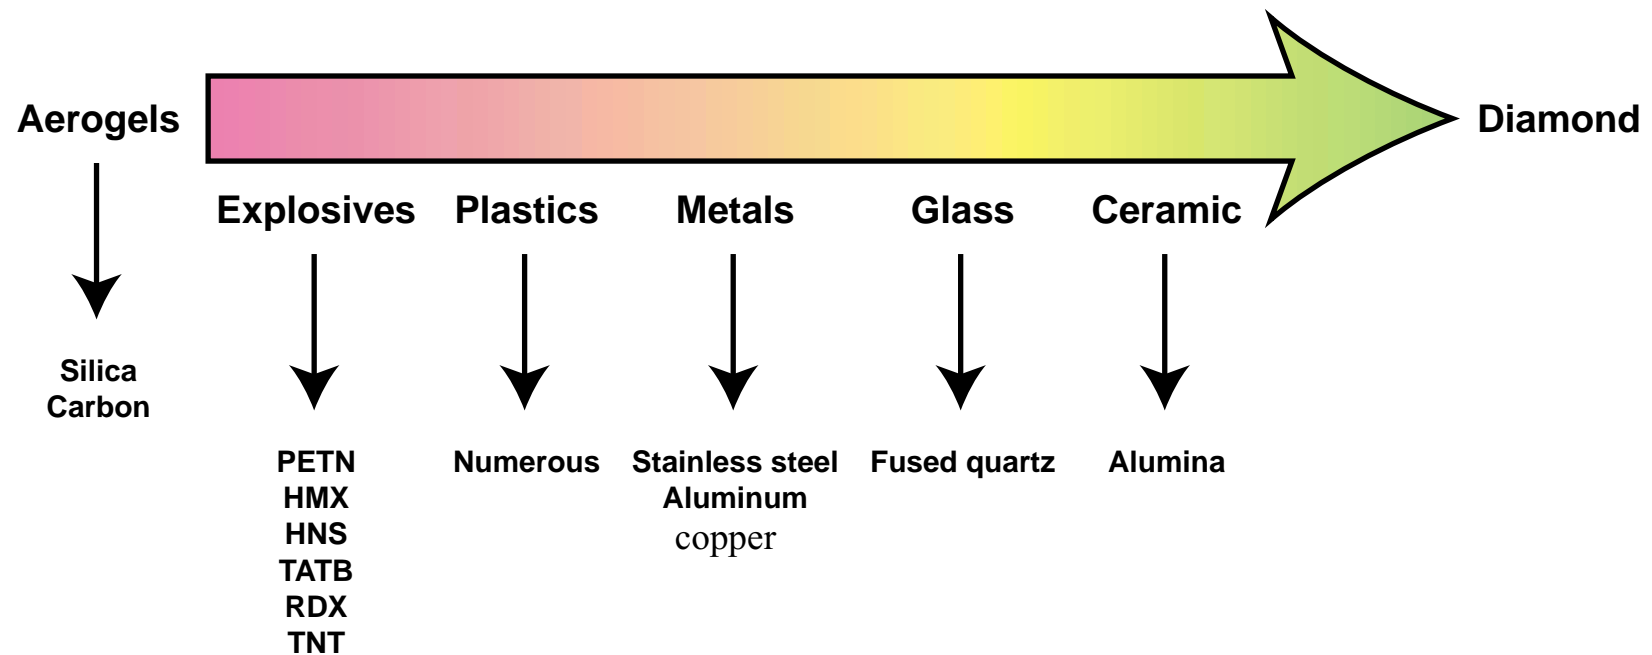 Aerogels
Diamond
Explosives
Plastics
Metals
Glass
Ceramic
Silica
Carbon
PETN
HMX
HNS
TATB
RDX
TNT
Numerous
Stainless steel
Aluminum
copper
Fused quartz
Alumina